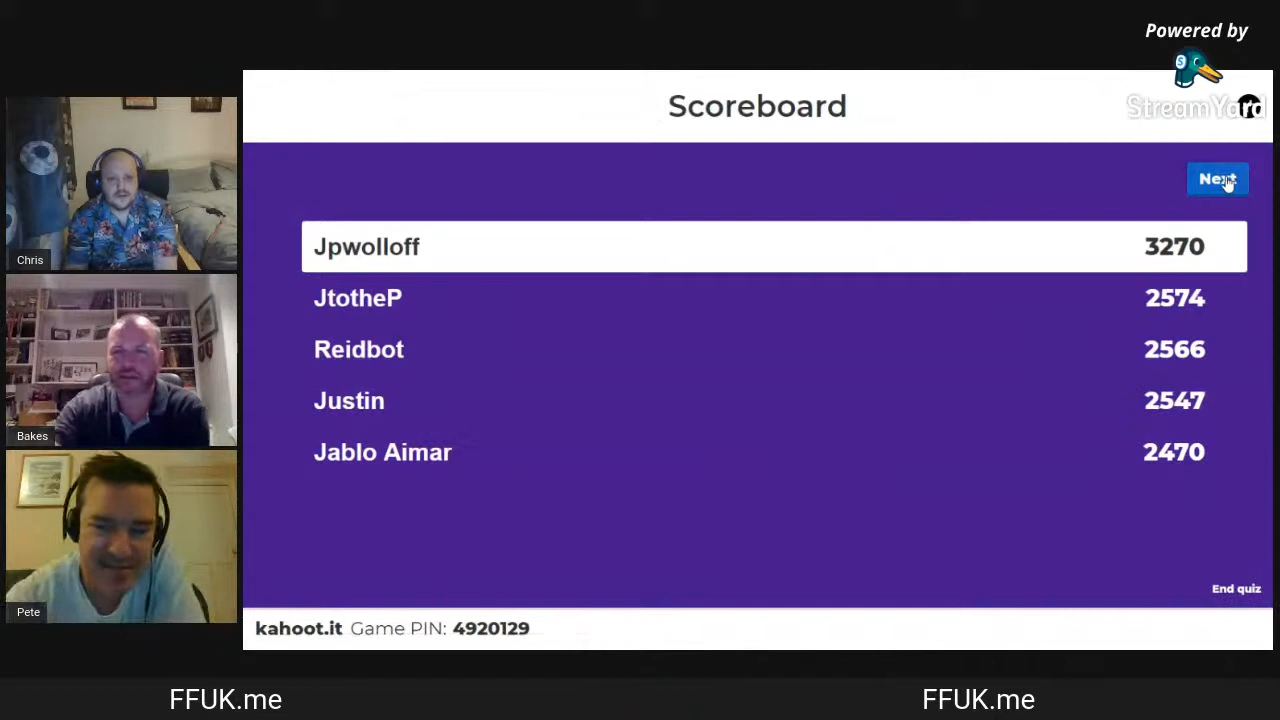 Powered by
StreamYard
Scoreboard
Next
Jpwolloff 3270
JtotheP 2574
Reidbot 2566
Justin 2547
Jablo Aimar 2470
End quiz
kahoot.it Game PIN: 4920129
Chris
Bakes
Pete
FFUK.me FFUK.me